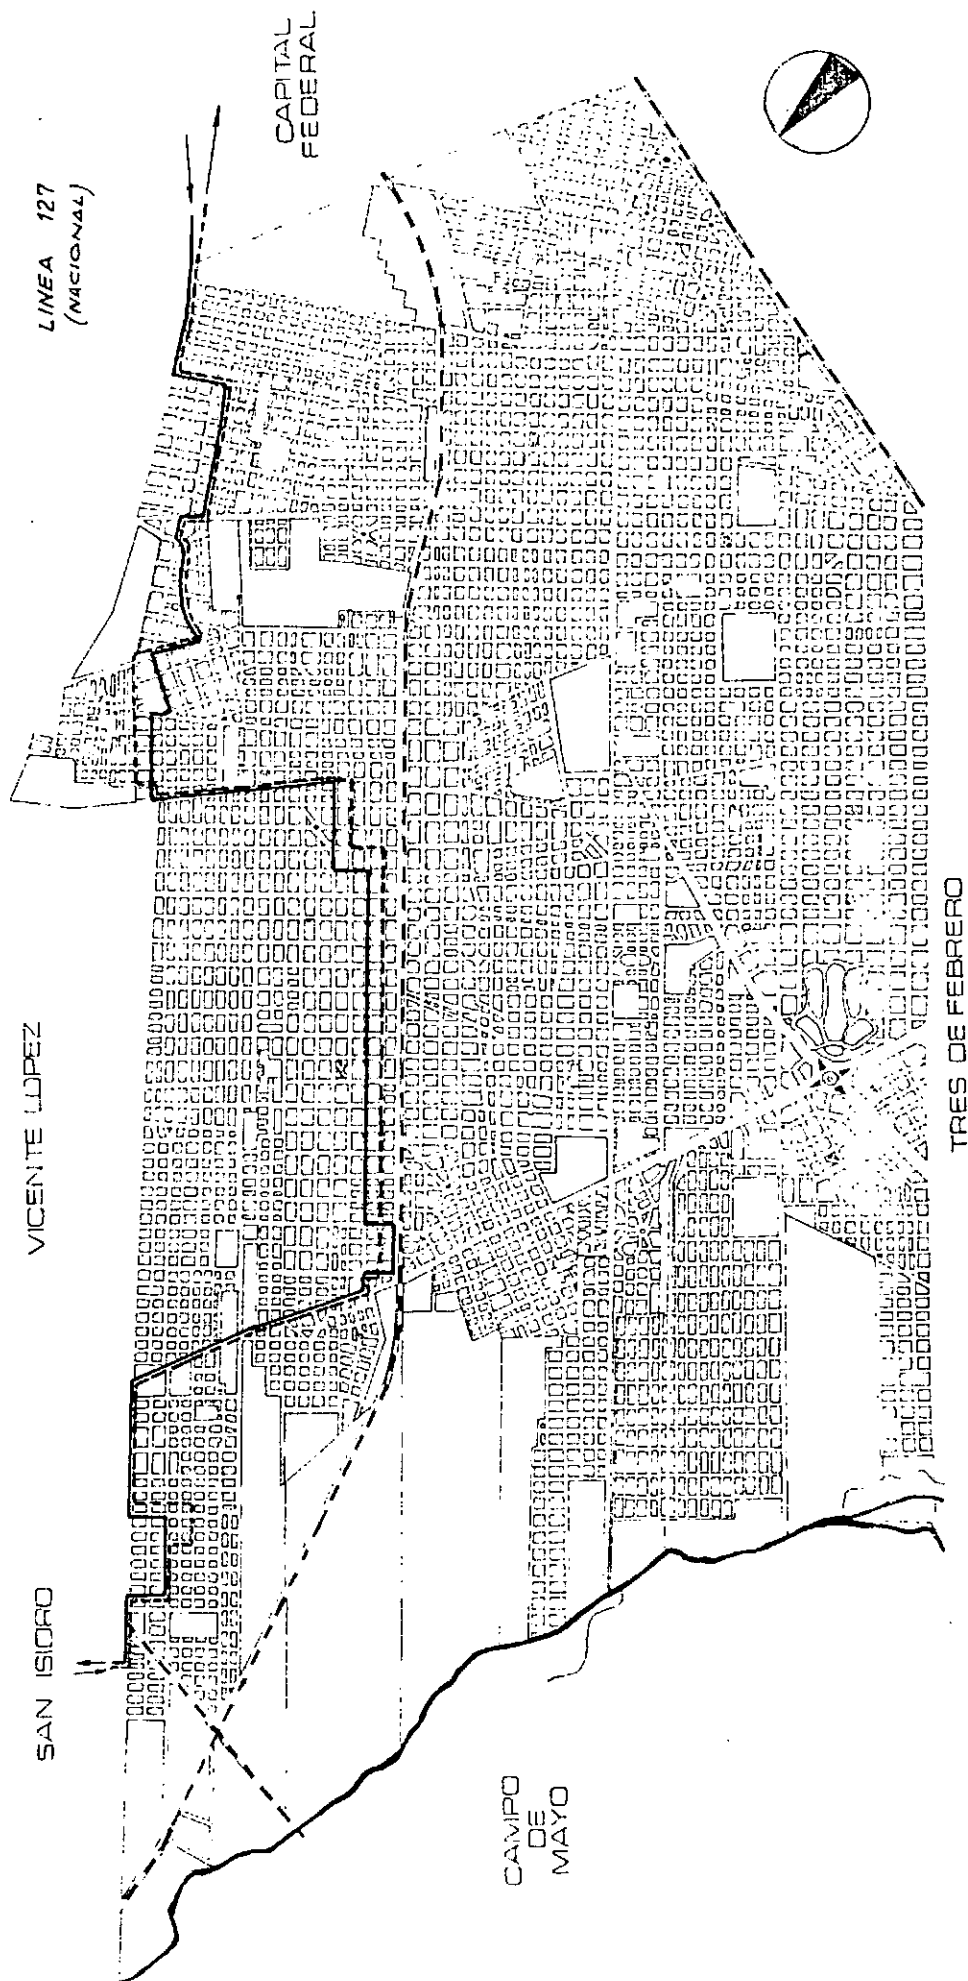 LINEA 127
(NACIONAL)
CAPITAL
FEDERAL
VICENTE LOPEZ
SAN ISIDRO
CAMPO
DE
MAYO
TRES DE FEBRERO